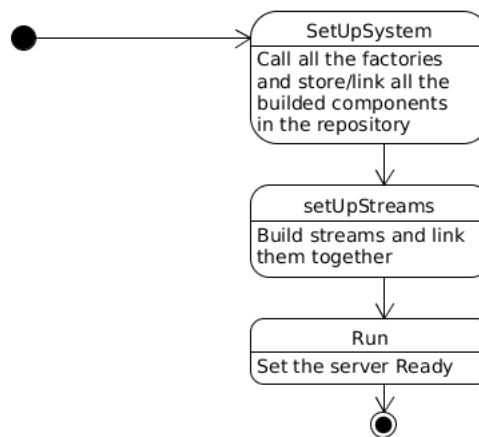 SetUpSystem
Call all the factories
and store/link all the
builded components
in the repository
setUpStreams
Build streams and link
them together
Run
Set the server Ready